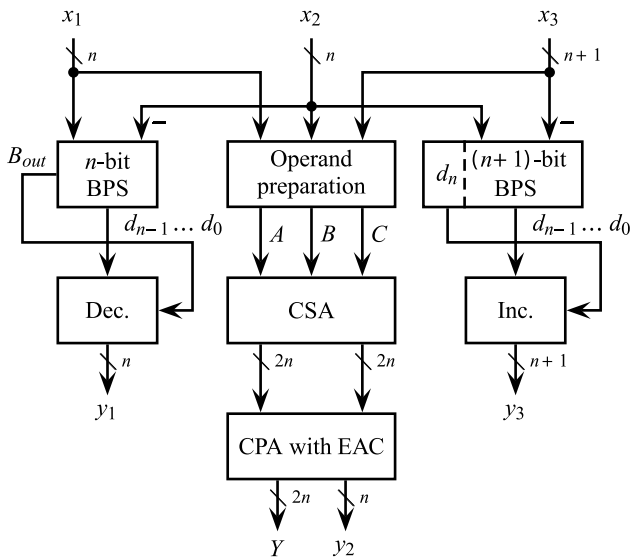 x1 x2 x3
n n n + 1
− −
Bout n-bit BPS
Operand preparation
dn (n + 1)-bit BPS
dn−1 … d0 A B C dn−1 … d0
Dec. CSA Inc.
n 2n 2n n + 1
y1 y3
CPA with EAC
2n n
Y y2